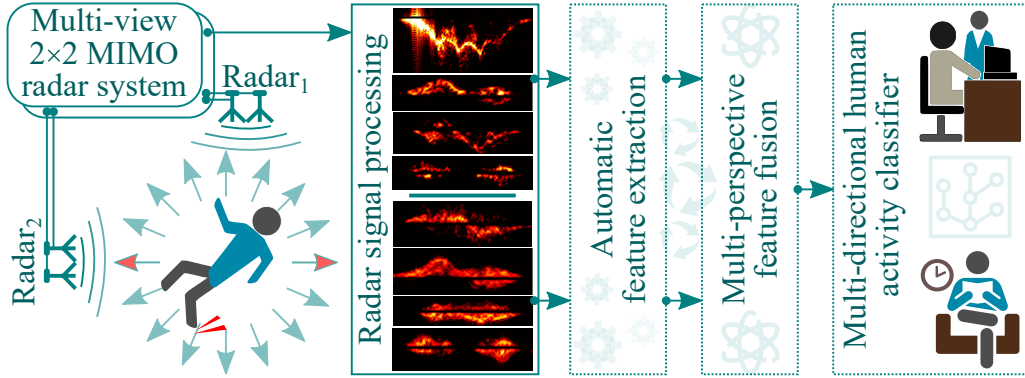 Multi-view
2×2 MIMO
radar system
Radar1
Radar2
Radar signal processing
Automatic
feature extraction
Multi-perspective
feature fusion
Multi-directional human
activity classifier